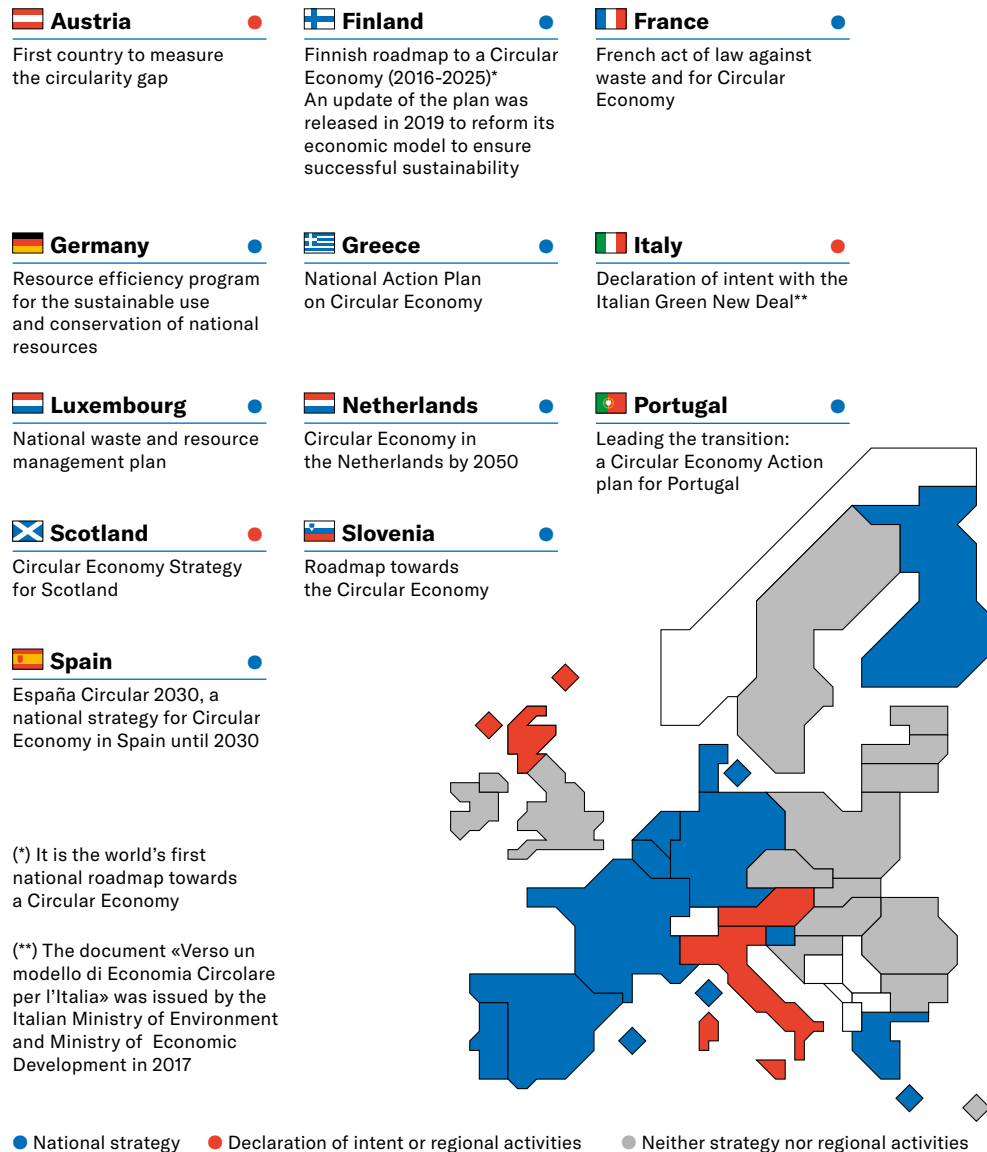 Austria
First country to measure
the circularity gap
Finland
Finnish roadmap to a Circular
Economy (2016-2025)*
An update of the plan was
released in 2019 to reform its
economic model to ensure
successful sustainability
France
French act of law against
waste and for Circular
Economy
Germany
Resource efficiency program
for the sustainable use
and conservation of national
resources
Greece
National Action Plan
on Circular Economy
Italy
Declaration of intent with the
Italian Green New Deal**
Luxembourg
National waste and resource
management plan
Netherlands
Circular Economy in
the Netherlands by 2050
Portugal
Leading the transition:
a Circular Economy Action
plan for Portugal
Scotland
Circular Economy Strategy
for Scotland
Slovenia
Roadmap towards
the Circular Economy
Spain
España Circular 2030, a
national strategy for Circular
Economy in Spain until 2030
(*) It is the world's first
national roadmap towards
a Circular Economy
(**) The document «Verso un
modello di Economia Circolare
per l'Italia» was issued by the
Italian Ministry of Environment
and Ministry of Economic
Development in 2017
National strategy
Declaration of intent or regional activities
Neither strategy nor regional activities